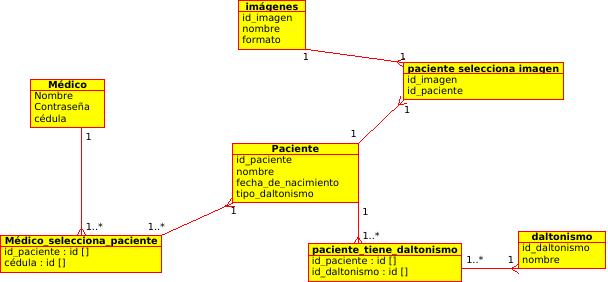 imágenes
id_imagen
nombre
formato
1
1
paciente selecciona imagen
id_imagen
id_paciente
1
Médico
Nombre
Contraseña
cédula
1
1
Paciente
id_paciente
nombre
fecha_de_nacimiento
tipo_daltonismo
1
1
1..*
1..*
1..*
Médico_selecciona_paciente
id_paciente : id []
cédula : id []
paciente_tiene_daltonismo
id_paciente : id []
id_daltonismo : id []
1..*
1
daltonismo
id_daltonismo
nombre